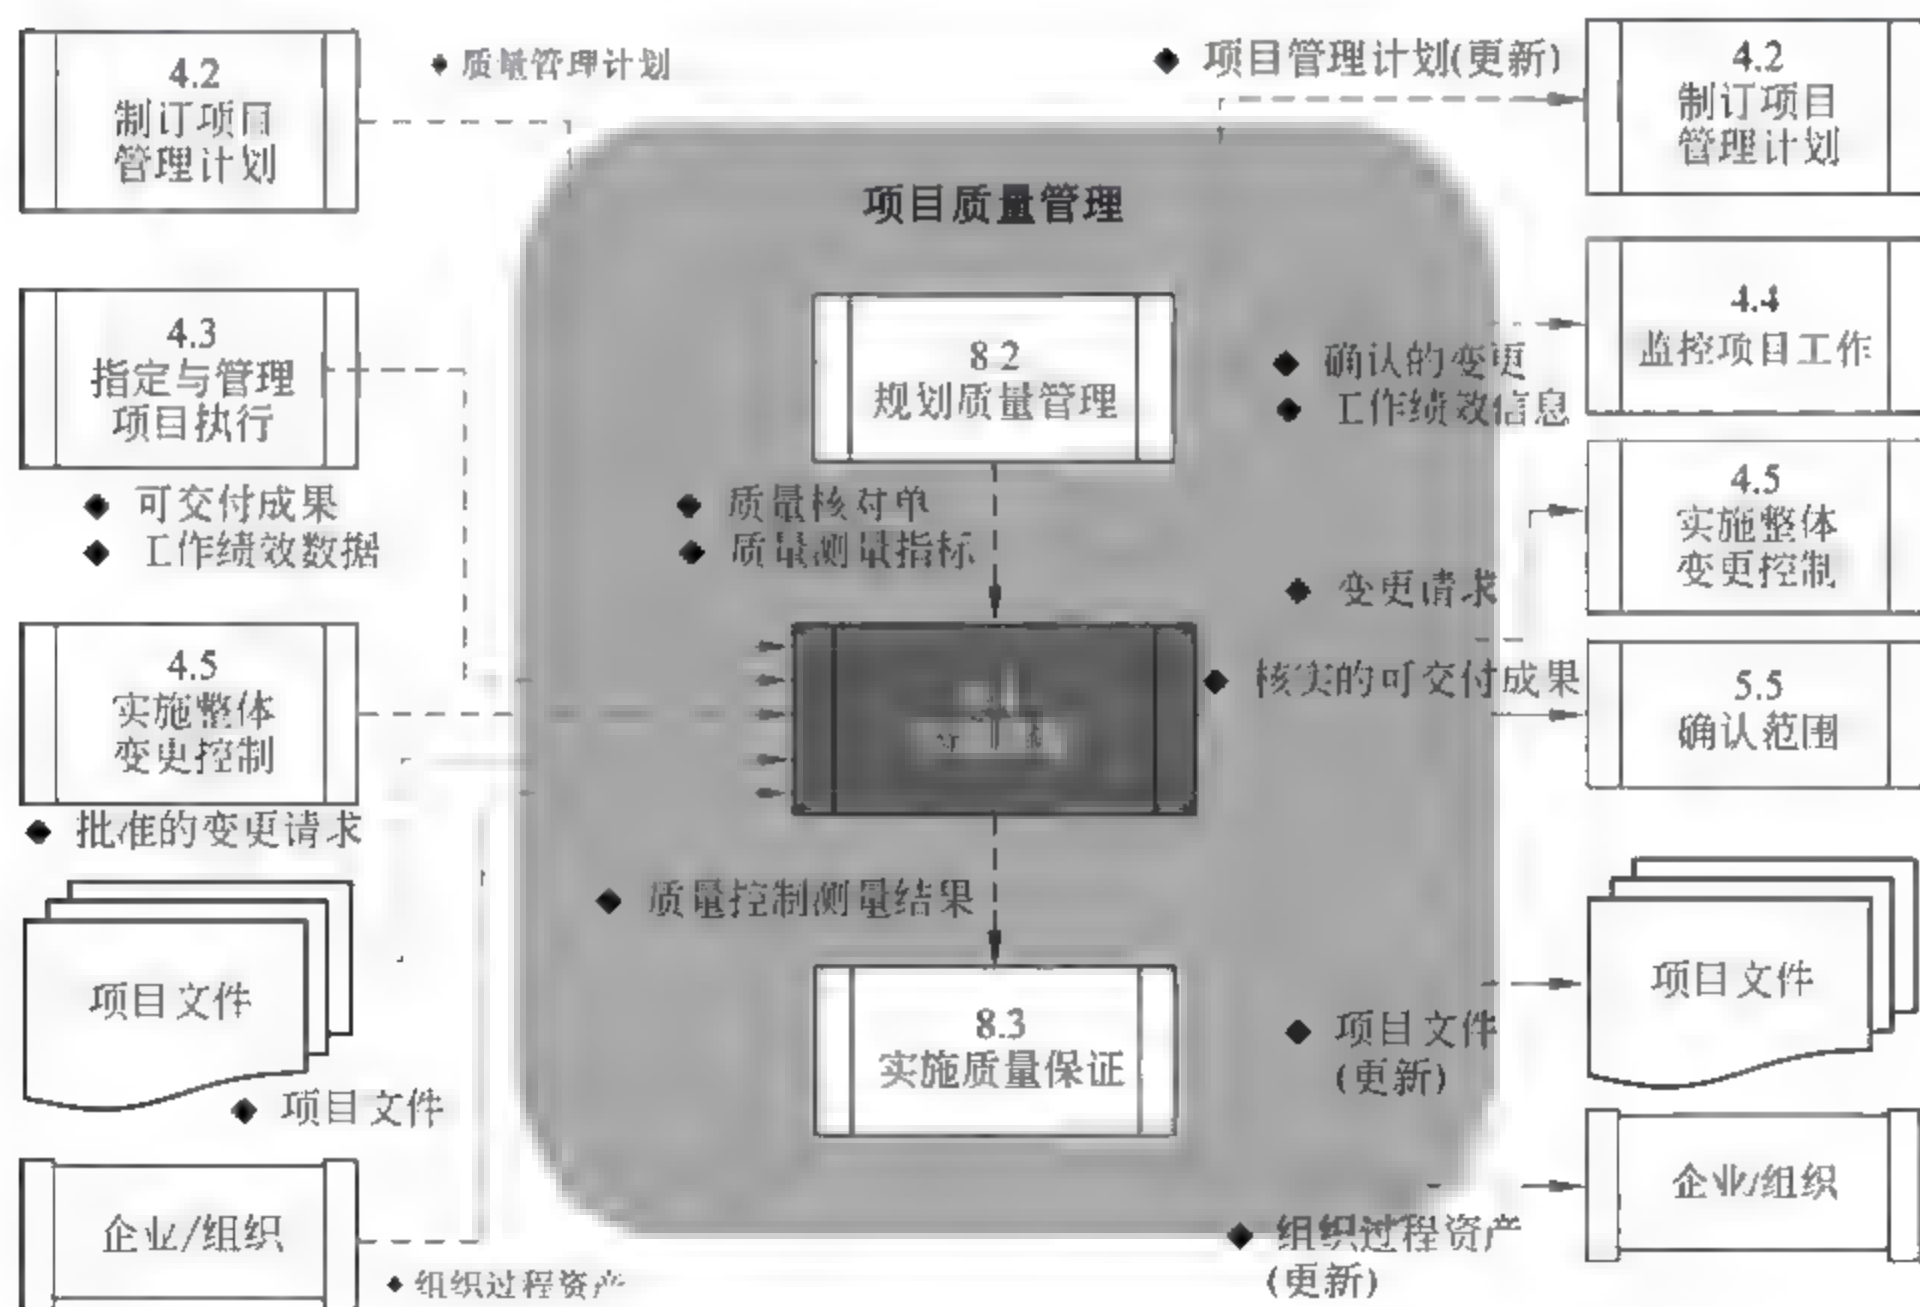 4.2
制订项目
管理计划
质量管理计划
项目管理计划(更新)
4.2
制订项目
管理计划
项目质量管理
4.3
指定与管理
项目执行
8.2
规划质量管理
4.4
监控项目工作
确认的变更
工作绩效信息
可交付成果
工作绩效数据
质量核对单
质量测量指标
4.5
实施整体
变更控制
变更请求
4.5
实施整体
变更控制
核实的可交付成果
5.5
确认范围
批准的变更请求
质量控制测量结果
项目文件
项目文件
8.3
实施质量保证
项目文件
(更新)
项目文件
企业/组织
组织过程资产
企业/组织
组织过程资产
(更新)